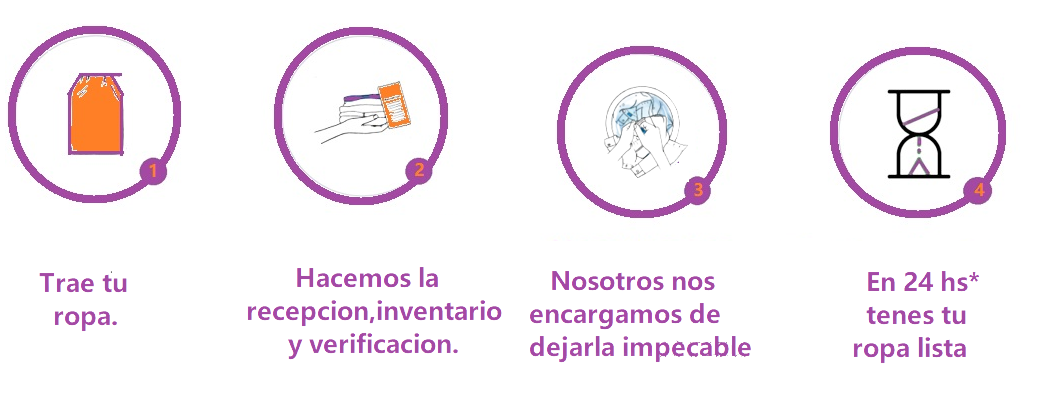 1
2
3
4
Trae tu
ropa.
Hacemos la
recepcion,inventario
y verificacion.
Nosotros nos
encargamos de
dejarla impecable
En 24 hs*
tenes tu
ropa lista